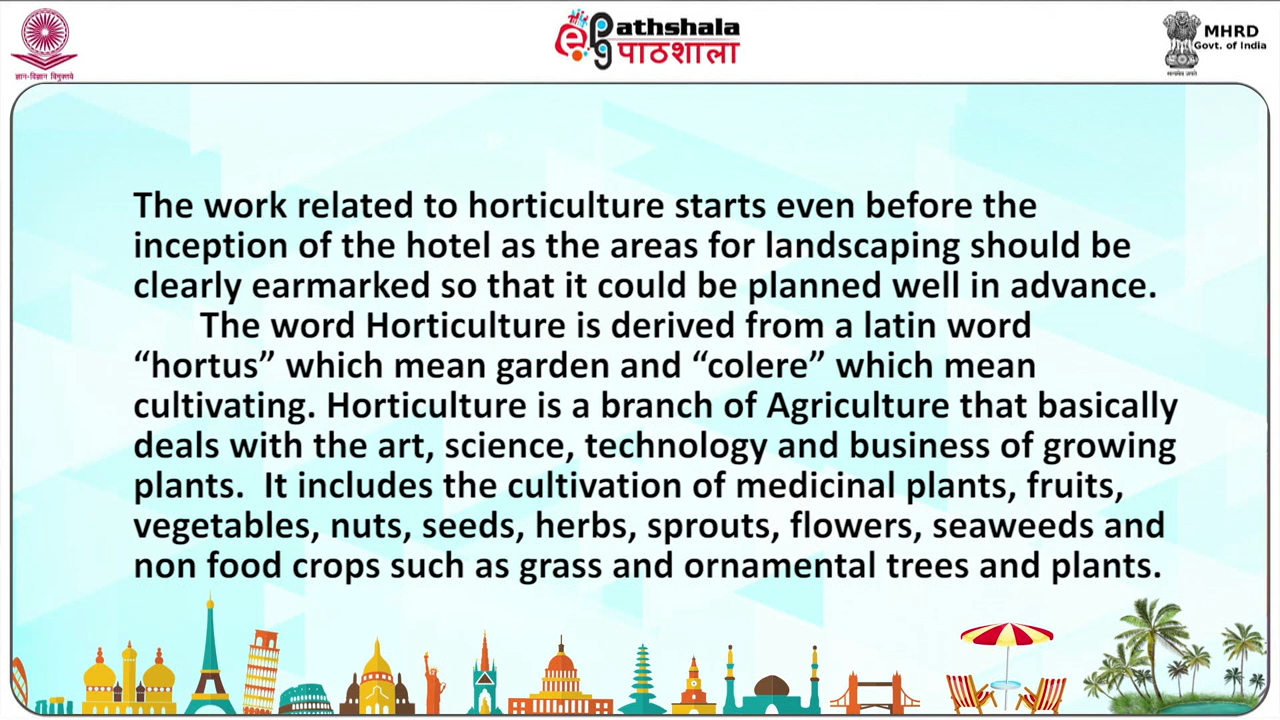 ज्ञान-विज्ञान विमुक्तये
ePg Pathshala
पाठशाला
MHRD
Govt. of India
सत्यमेव जयते
The work related to horticulture starts even before the
inception of the hotel as the areas for landscaping should be
clearly earmarked so that it could be planned well in advance.
The word Horticulture is derived from a latin word
“hortus” which mean garden and “colere” which mean
cultivating. Horticulture is a branch of Agriculture that basically
deals with the art, science, technology and business of growing
plants. It includes the cultivation of medicinal plants, fruits,
vegetables, nuts, seeds, herbs, sprouts, flowers, seaweeds and
non food crops such as grass and ornamental trees and plants.